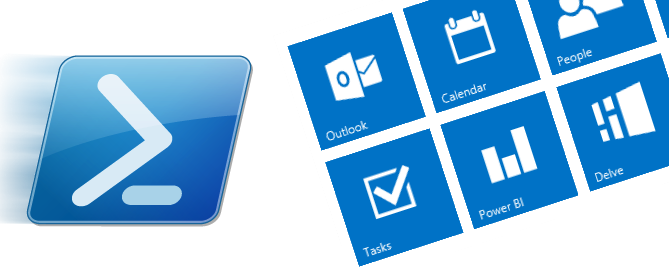 Outlook
Calendar
People
Tasks
Power BI
Delve